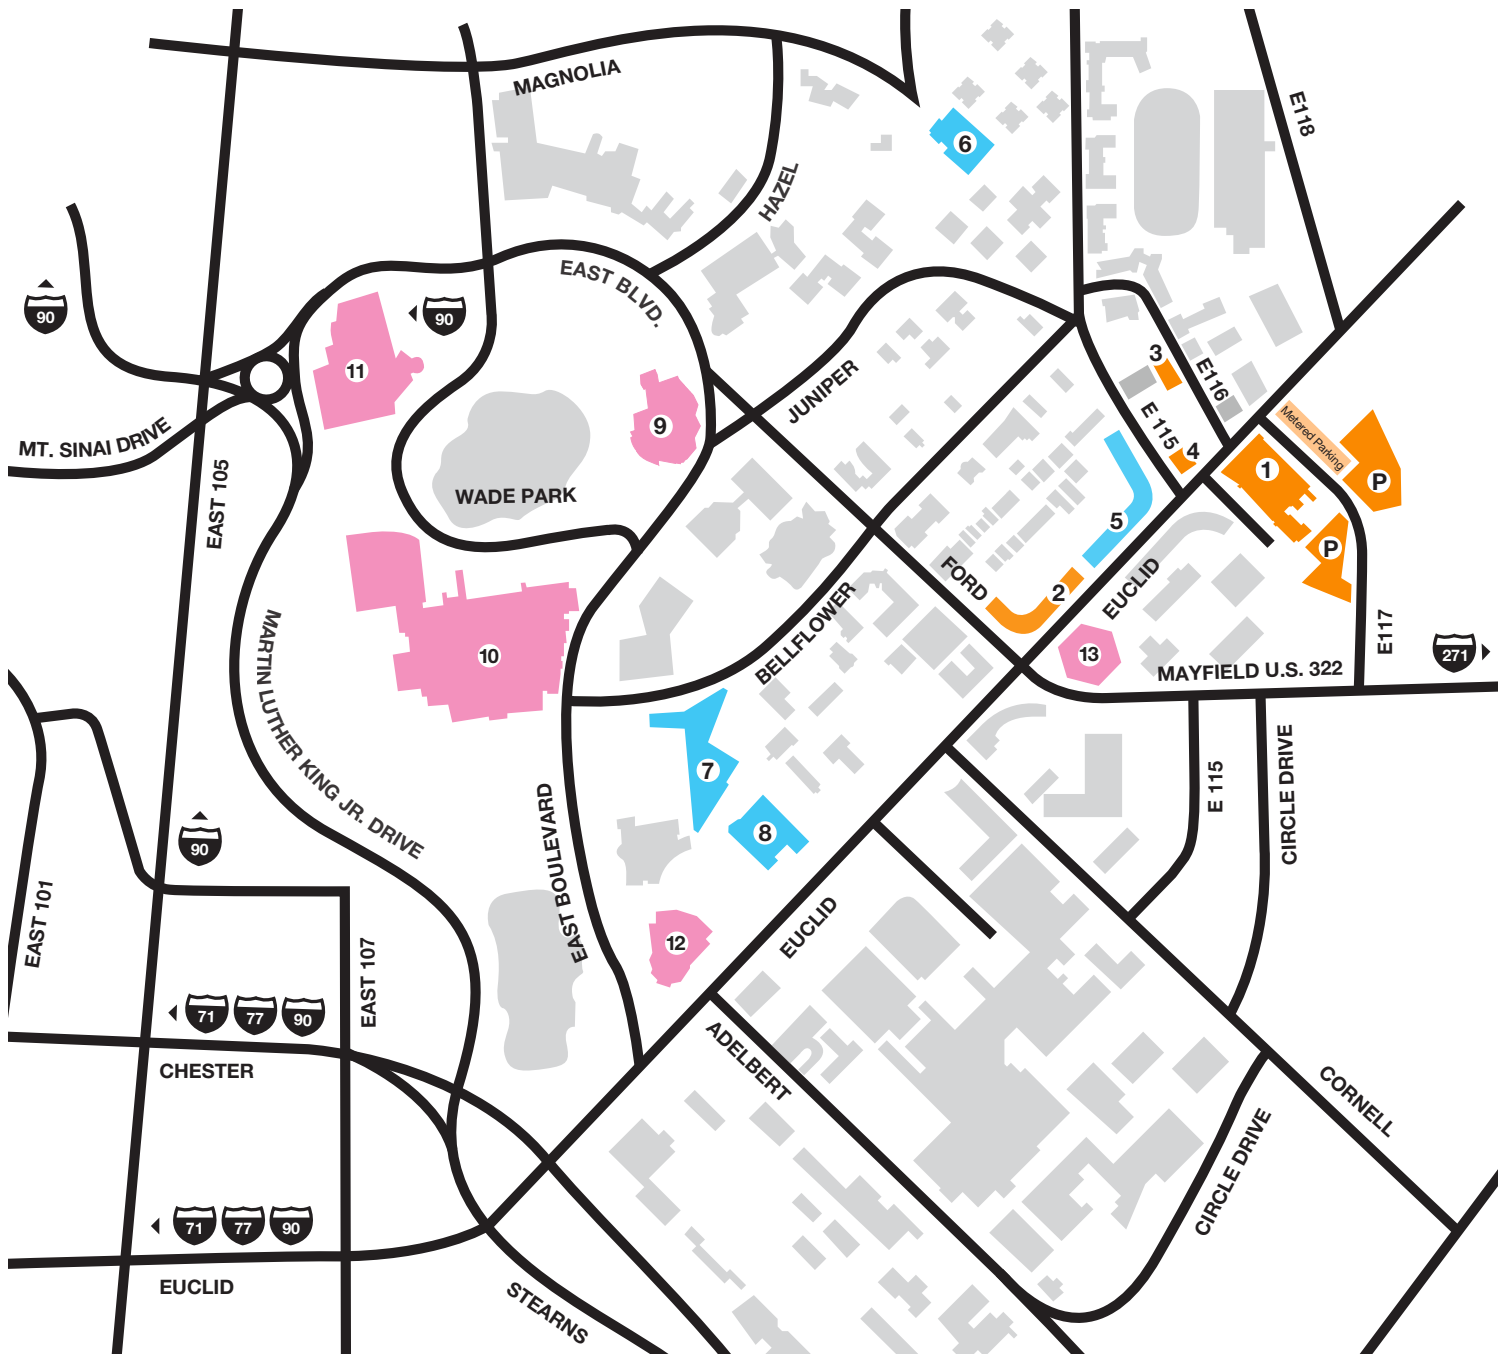 MAGNOLIA
E118
6
HAZEL
EAST BLVD.
90
90
3
E116
11
JUNIPER
Metered Parking
9
E 115
4
1
P
MT. SINAI DRIVE
EAST 105
WADE PARK
5
P
FORD
2
EUCLID
BELLFLOWER
E117
10
13
271
MAYFIELD U.S. 322
MARTIN LUTHER KING JR. DRIVE
7
E 115
CIRCLE DRIVE
8
90
EAST BOULEVARD
EAST 101
EUCLID
12
EAST 107
71
77
90
CHESTER
ADELBERT
CORNELL
CIRCLE DRIVE
71
77
90
EUCLID
STEARNS